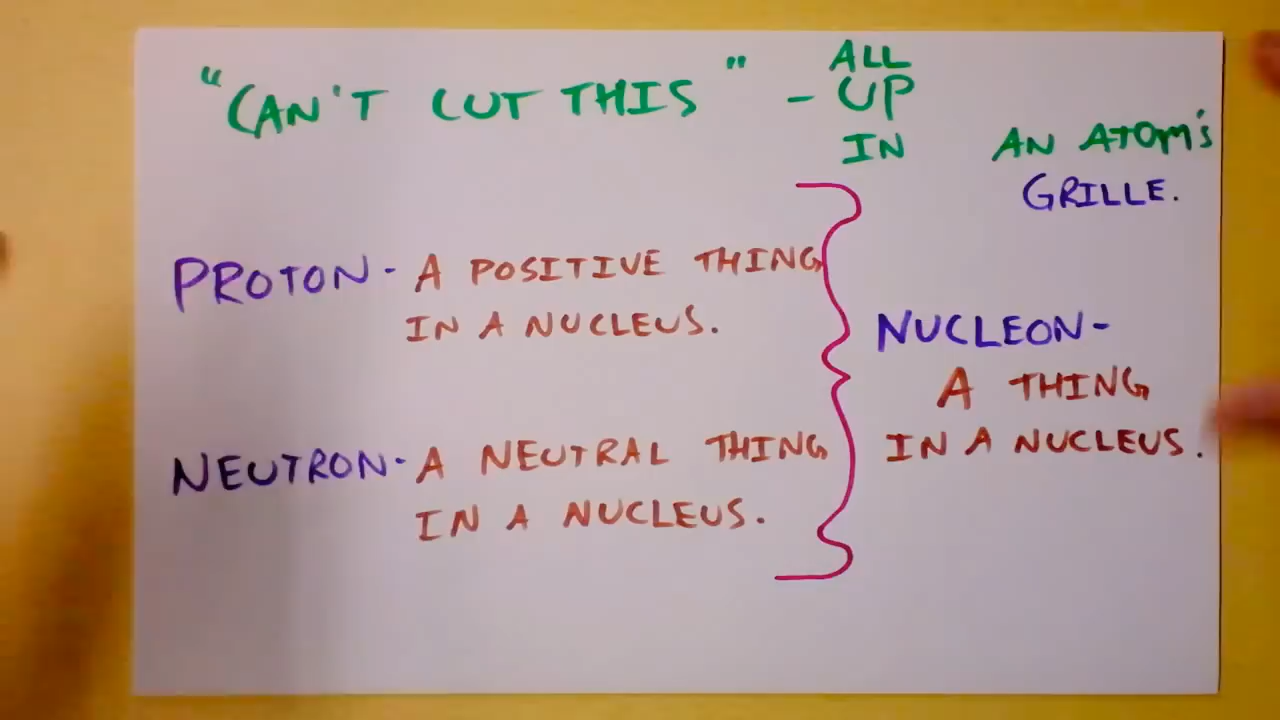 "CAN'T CUT THIS" - ALL
UP
IN AN ATOM'S
GRILLE.
PROTON - A POSITIVE THING
IN A NUCLEUS.
NEUTRON - A NEUTRAL THING
IN A NUCLEUS.
NUCLEON -
A THING
IN A NUCLEUS.